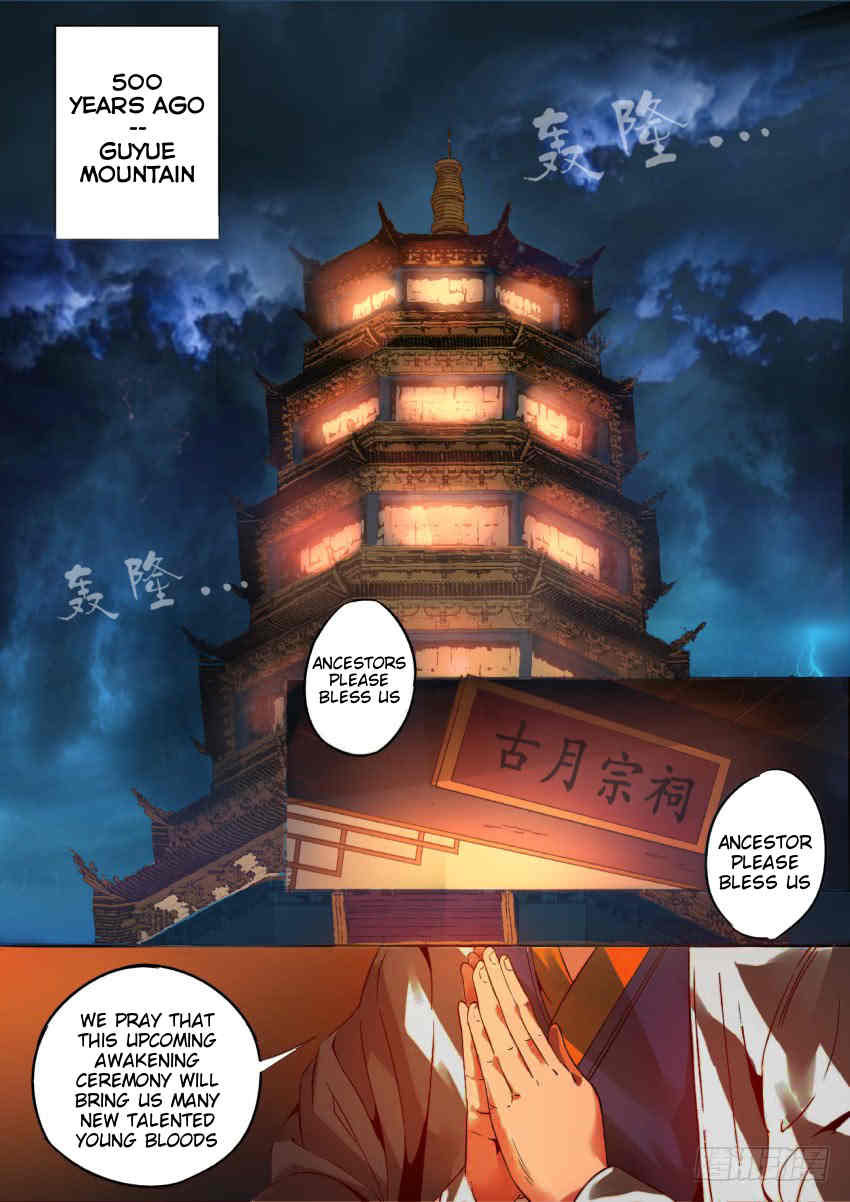 500
YEARS AGO
--
GUYUE
MOUNTAIN
轰隆...
轰隆...
ANCESTORS
PLEASE
BLESS US
古月宗祠
ANCESTOR
PLEASE
BLESS US
WE PRAY THAT
THIS UPCOMING
AWAKENING
CEREMONY WILL
BRING US MANY
NEW TALENTED
YOUNG BLOODS